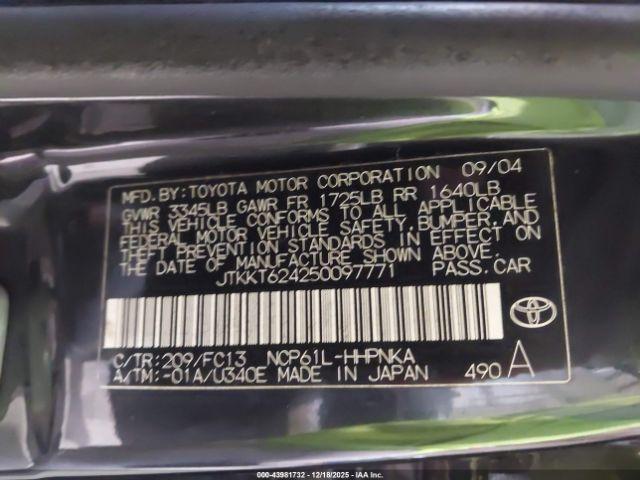 MFD.BY:TOYOTA MOTOR CORPORATION 09/04
GVWR 3345LB GAWR FR 1725LB RR 1640LB
THIS VEHICLE CONFORMS TO ALL APPLICABLE
FEDERAL MOTOR VEHICLE SAFETY,BUMPER,AND
THEFT PREVENTION STANDARDS IN EFFECT ON
THE DATE OF MANUFACTURE SHOWN ABOVE.
JTKKT624250097771 PASS.CAR
C/TR:209/FC13 NCP61L-HHPNKA
A/TM:-01A/U340E MADE IN JAPAN 490 A
000-43981732 - 12/18/2025 - IAA Inc.